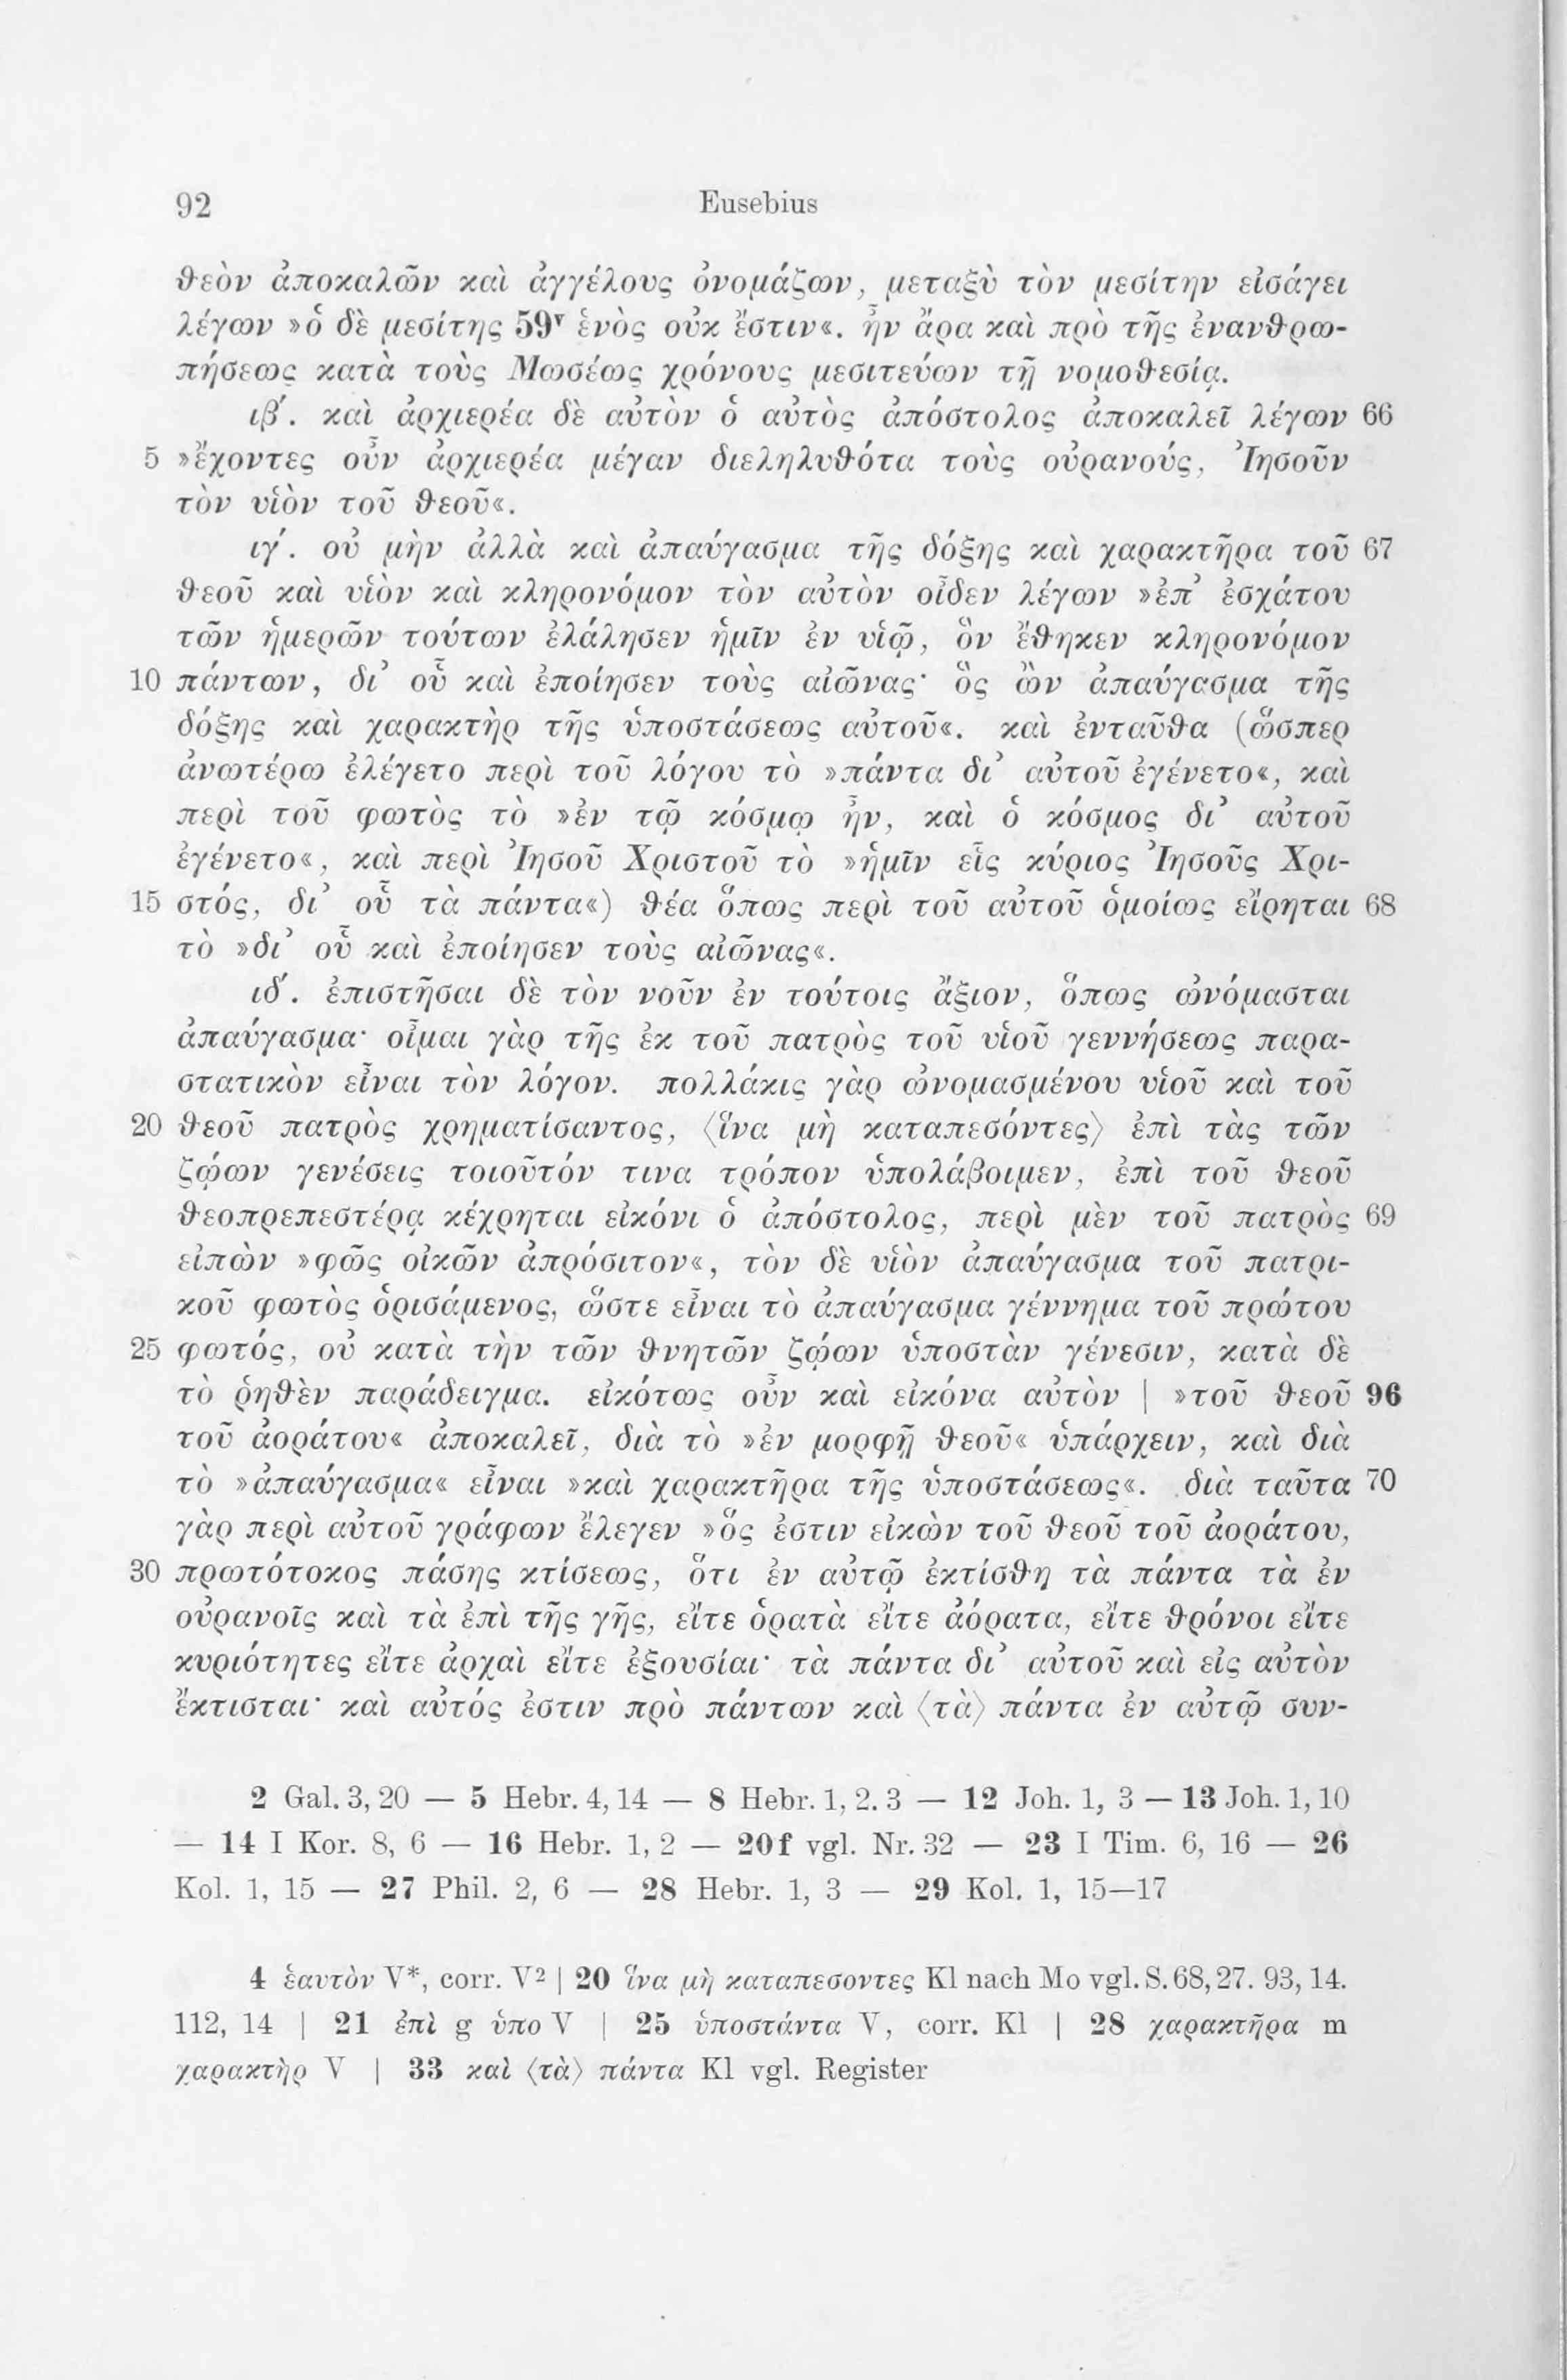 92 Eusebius
θεὸν ἀποκαλῶν καὶ ἀγγέλους ὀνομάζων, μεταξὺ τὸν μεσίτην εἰσάγει
λέγων »ὁ δὲ μεσίτης 59ᵛ ἑνὸς οὐκ ἔστιν«. ἦν ἄρα καὶ πρὸ τῆς ἐνανθρω-
πήσεως κατὰ τοὺς Μωσέως χρόνους μεσιτεύων τῇ νομοθεσίᾳ.
ιβ´. καὶ ἀρχιερέα δὲ αὐτὸν ὁ αὐτὸς ἀπόστολος ἀποκαλεῖ λέγων 66
5 »ἔχοντες οὖν ἀρχιερέα μέγαν διεληλυθότα τοὺς οὐρανούς, Ἰησοῦν
τὸν υἱὸν τοῦ θεοῦ«.
ιγ´. οὐ μὴν ἀλλὰ καὶ ἀπαύγασμα τῆς δόξης καὶ χαρακτῆρα τοῦ 67
θεοῦ καὶ υἱὸν καὶ κληρονόμον τὸν αὐτὸν οἶδεν λέγων »ἐπ’ ἐσχάτου
τῶν ἡμερῶν τούτων ἐλάλησεν ἡμῖν ἐν υἱῷ, ὃν ἔθηκεν κληρονόμον
10 πάντων, δι’ οὗ καὶ ἐποίησεν τοὺς αἰῶνας· ὃς ὢν ἀπαύγασμα τῆς
δόξης καὶ χαρακτὴρ τῆς ὑποστάσεως αὐτοῦ«. καὶ ἐνταῦθα (ὥσπερ
ἀνωτέρω ἐλέγετο περὶ τοῦ λόγου τὸ »πάντα δι’ αὐτοῦ ἐγένετο«, καὶ
περὶ τοῦ φωτὸς τὸ »ἐν τῷ κόσμῳ ἦν, καὶ ὁ κόσμος δι’ αὐτοῦ
ἐγένετο«, καὶ περὶ Ἰησοῦ Χριστοῦ τὸ »ἡμῖν εἷς κύριος Ἰησοῦς Χρι-
15 στός, δι’ οὗ τὰ πάντα«) θέα ὅπως περὶ τοῦ αὐτοῦ ὁμοίως εἴρηται 68
τὸ »δι’ οὗ καὶ ἐποίησεν τοὺς αἰῶνας«.
ιδ´. ἐπιστῆσαι δὲ τὸν νοῦν ἐν τούτοις ἄξιον, ὅπως ὠνόμασται
ἀπαύγασμα· οἶμαι γὰρ τῆς ἐκ τοῦ πατρὸς τοῦ υἱοῦ γεννήσεως παρα-
στατικὸν εἶναι τὸν λόγον. πολλάκις γὰρ ὠνομασμένου υἱοῦ καὶ τοῦ
20 θεοῦ πατρὸς χρηματίσαντος, ⟨ἵνα μὴ καταπεσόντες⟩ ἐπὶ τὰς τῶν
ζῴων γενέσεις τοιοῦτόν τινα τρόπον ὑπολάβοιμεν, ἐπὶ τοῦ θεοῦ
θεοπρεπεστέρᾳ κέχρηται εἰκόνι ὁ ἀπόστολος, περὶ μὲν τοῦ πατρὸς 69
εἰπὼν »φῶς οἰκῶν ἀπρόσιτον«, τὸν δὲ υἱὸν ἀπαύγασμα τοῦ πατρι-
κοῦ φωτὸς ὁρισάμενος, ὥστε εἶναι τὸ ἀπαύγασμα γέννημα τοῦ πρώτου
25 φωτός, οὐ κατὰ τὴν τῶν θνητῶν ζῴων ὑποστὰν γένεσιν, κατὰ δὲ
τὸ ῥηθὲν παράδειγμα. εἰκότως οὖν καὶ εἰκόνα αὐτὸν | »τοῦ θεοῦ 96
τοῦ ἀοράτου« ἀποκαλεῖ, διὰ τὸ »ἐν μορφῇ θεοῦ« ὑπάρχειν, καὶ διὰ
τὸ »ἀπαύγασμα« εἶναι »καὶ χαρακτῆρα τῆς ὑποστάσεως«. διὰ ταῦτα 70
γὰρ περὶ αὐτοῦ γράφων ἔλεγεν »ὅς ἐστιν εἰκὼν τοῦ θεοῦ τοῦ ἀοράτου,
30 πρωτότοκος πάσης κτίσεως, ὅτι ἐν αὐτῷ ἐκτίσθη τὰ πάντα τὰ ἐν
οὐρανοῖς καὶ τὰ ἐπὶ τῆς γῆς, εἴτε ὁρατὰ εἴτε ἀόρατα, εἴτε θρόνοι εἴτε
κυριότητες εἴτε ἀρχαὶ εἴτε ἐξουσίαι· τὰ πάντα δι’ αὐτοῦ καὶ εἰς αὐτὸν
ἔκτισται· καὶ αὐτός ἐστιν πρὸ πάντων καὶ ⟨τὰ⟩ πάντα ἐν αὐτῷ συν-
2 Gal. 3, 20 — 5 Hebr. 4, 14 — 8 Hebr. 1, 2. 3 — 12 Joh. 1, 3 — 13 Joh. 1, 10
— 14 I Kor. 8, 6 — 16 Hebr. 1, 2 — 20f vgl. Nr. 32 — 23 I Tim. 6, 16 — 26
Kol. 1, 15 — 27 Phil. 2, 6 — 28 Hebr. 1, 3 — 29 Kol. 1, 15—17
4 ἑαυτὸν V*, corr. V² | 20 ἵνα μὴ καταπεσοντες Kl nach Mo vgl. S. 68, 27. 93, 14.
112, 14 | 21 ἐπὶ g ὑπο V | 25 ὑποστάντα V, corr. Kl | 28 χαρακτῆρα m
χαρακτὴρ V | 33 καὶ ⟨τὰ⟩ πάντα Kl vgl. Register